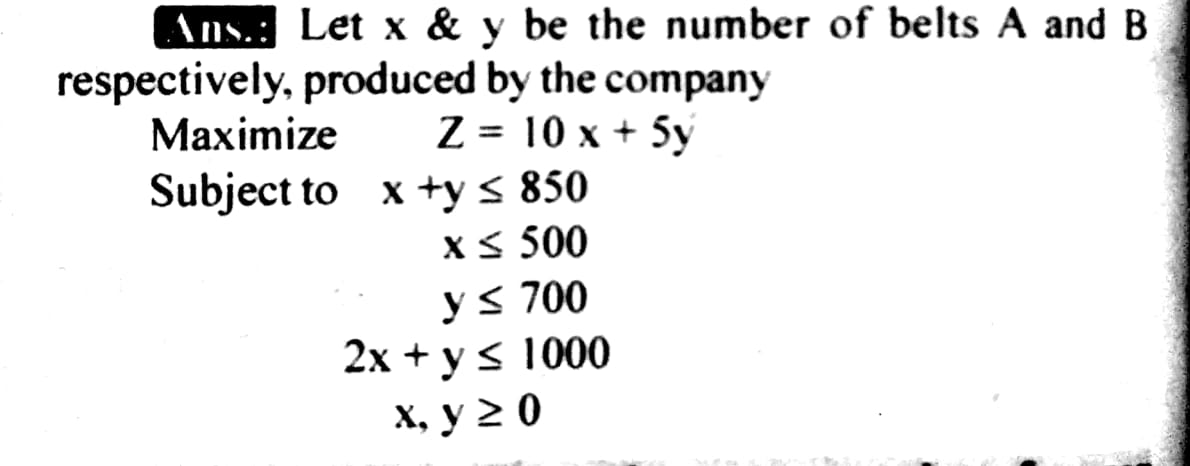 Ans.: Let x & y be the number of belts A and B
respectively, produced by the company
Maximize Z = 10 x + 5y
Subject to x +y ≤ 850
x ≤ 500
y ≤ 700
2x + y ≤ 1000
x, y ≥ 0